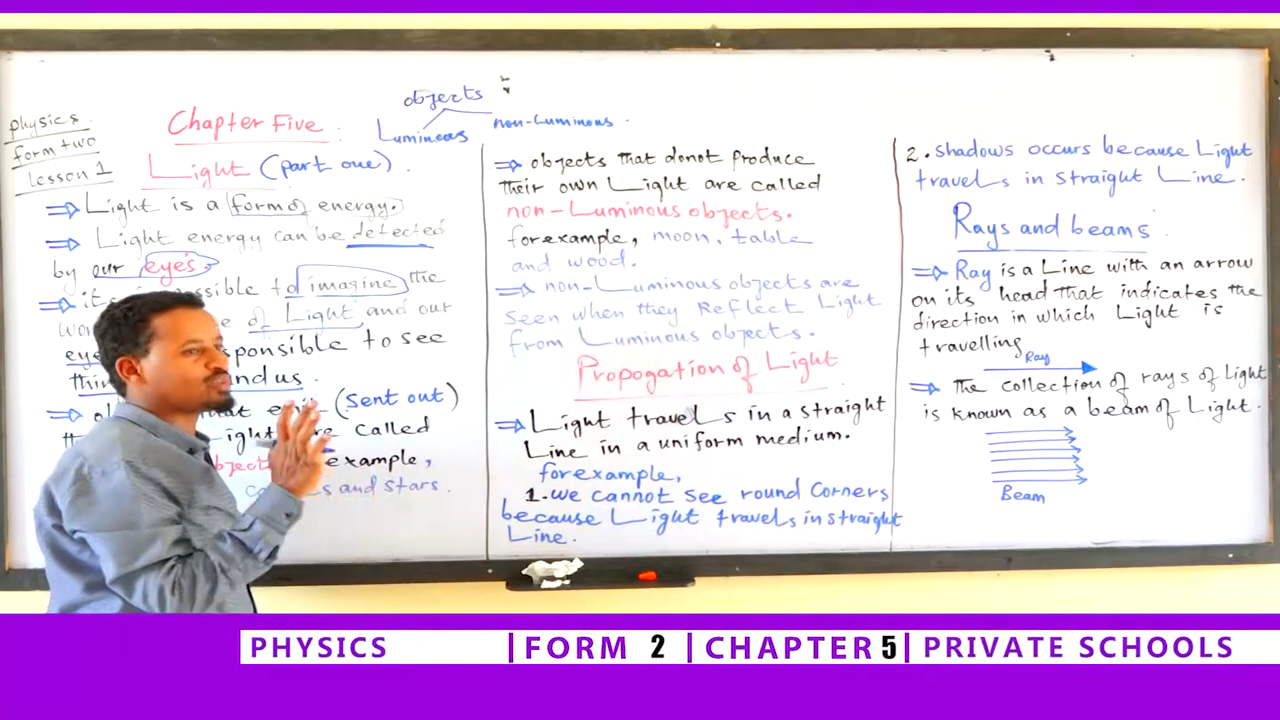 physics
form two
Lesson 1
Chapter Five
Light (part one).
objects
Lumineous
non-Luminous.
⇒ Light is a form of energy.
⇒ Light energy can be detected
by our eyes.
⇒ it is possible to imagine the
of Light and our
responsible to see
and us.
(sent out)
Light are called
example,
and stars.
⇒ objects that donot produce
their own Light are called
non-Luminous objects.
forexample, moon, table
and wood.
⇒ non-Luminous objects are
seen when they Reflect Light
from Luminous objects.
Propogation of Light
⇒ Light travels in a straight
Line in a uniform medium.
forexample,
1. we cannot see round corners
because Light travels in straight
Line.
2. shadows occurs because Light
travels in straight Line.
Rays and beams
⇒ Ray is a Line with an arrow
on its head that indicates the
direction in which Light is
travelling
Ray
⇒ The collection of rays of Light
is known as a beam of Light.
Beam
PHYSICS |FORM 2 |CHAPTER 5| PRIVATE SCHOOLS